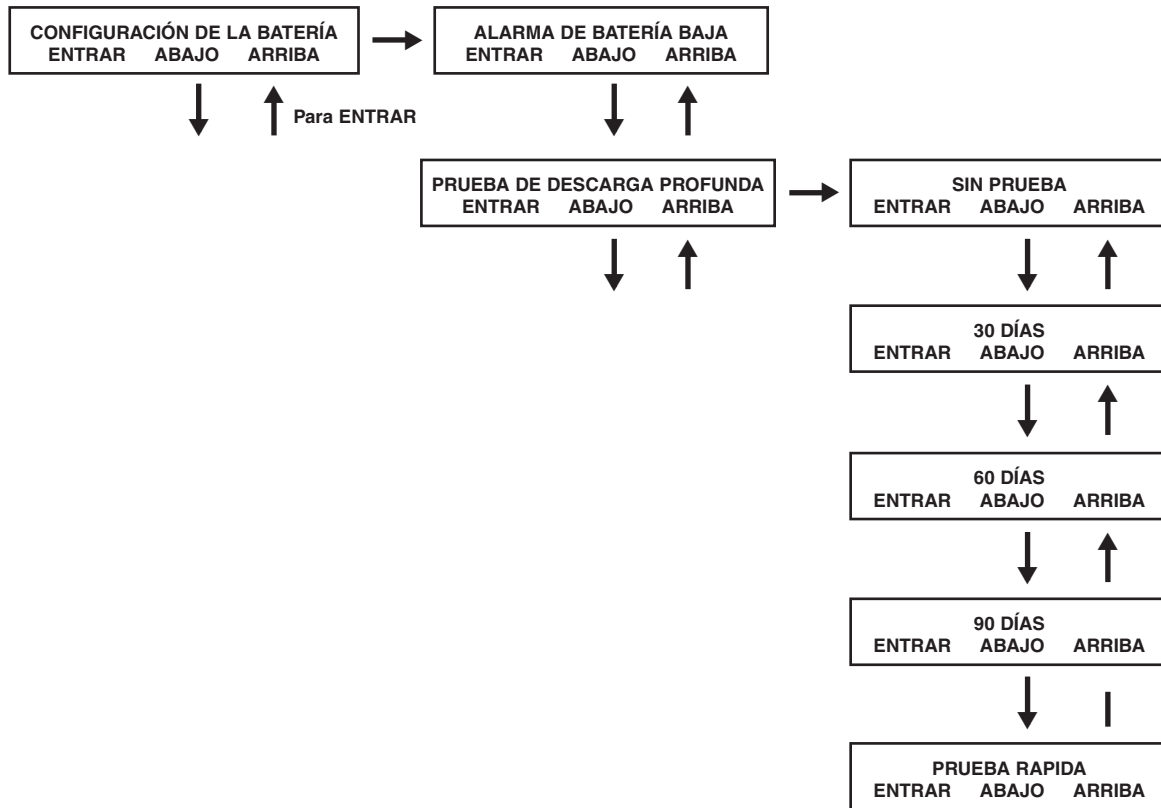 CONFIGURACIÓN DE LA BATERÍA
ENTRAR ABAJO ARRIBA
ALARMA DE BATERÍA BAJA
ENTRAR ABAJO ARRIBA
Para ENTRAR
PRUEBA DE DESCARGA PROFUNDA
ENTRAR ABAJO ARRIBA
SIN PRUEBA
ENTRAR ABAJO ARRIBA
30 DÍAS
ENTRAR ABAJO ARRIBA
60 DÍAS
ENTRAR ABAJO ARRIBA
90 DÍAS
ENTRAR ABAJO ARRIBA
PRUEBA RAPIDA
ENTRAR ABAJO ARRIBA